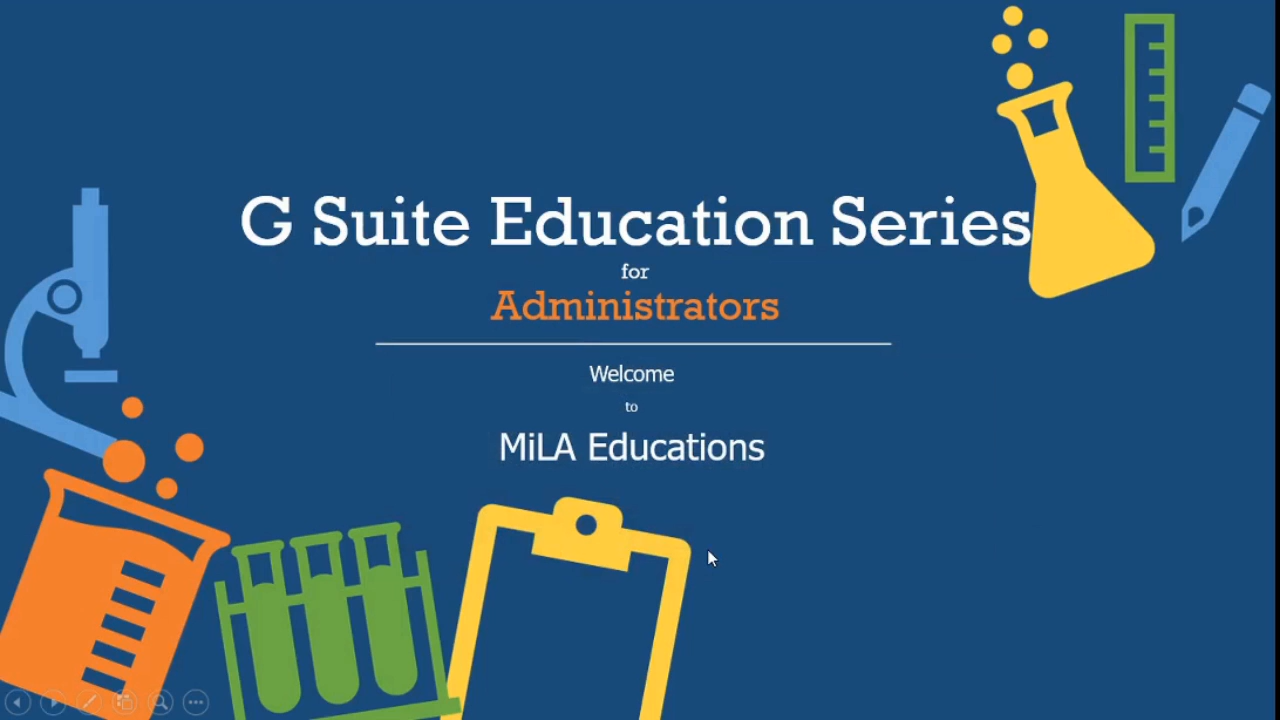 G Suite Education Series
for
Administrators
Welcome
to
MiLA Educations